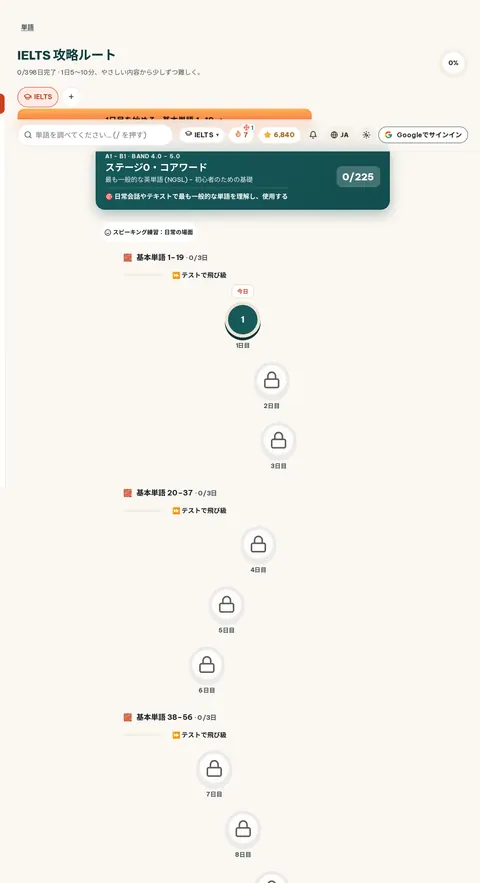 単語
IELTS 攻略ルート
0/398日完了 · 1日5〜10分、やさしい内容から少しずつ難しく。
0%
IELTS
+
単語を調べてください... (/ を押す)
IELTS
1
7
6,840
JA
Googleでサインイン
A1 – B1 · BAND 4.0 – 5.0
ステージ0・コアワード
最も一般的な英単語 (NGSL) – 初心者のための基礎
0/225
🎯 日常会話やテキストで最も一般的な単語を理解し、使用する
スピーキング練習：日常の場面
🧱 基本単語 1–19 · 0/3日
⏩ テストで飛び級
今日
1
1日目
2日目
3日目
🧱 基本単語 20–37 · 0/3日
⏩ テストで飛び級
4日目
5日目
6日目
🧱 基本単語 38–56 · 0/3日
⏩ テストで飛び級
7日目
8日目